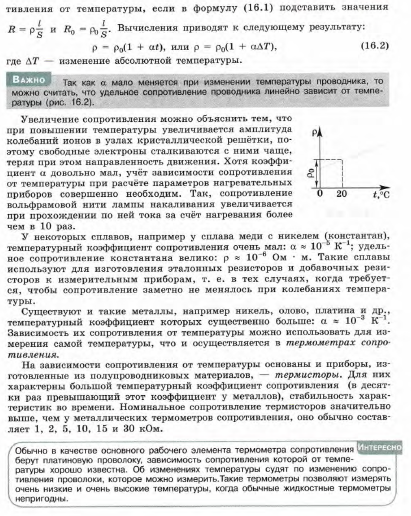 тивления от температуры, если в формулу (16.1) подставить значения
R = ρ l/S и R₀ = ρ₀ l/S. Вычисления приводят к следующему результату:
ρ = ρ₀(1 + αt), или ρ = ρ₀(1 + αΔT), (16.2)
где ΔT — изменение абсолютной температуры.
ВАЖНО Так как α мало меняется при изменении температуры проводника, то
можно считать, что удельное сопротивление проводника линейно зависит от темпе-
ратуры (рис. 16.2).
Увеличение сопротивления можно объяснить тем, что
при повышении температуры увеличивается амплитуда
колебаний ионов в узлах кристаллической решётки, по-
этому свободные электроны сталкиваются с ними чаще,
теряя при этом направленность движения. Хотя коэффи-
циент α довольно мал, учёт зависимости сопротивления
от температуры при расчёте параметров нагревательных
приборов совершенно необходим. Так, сопротивление
вольфрамовой нити лампы накаливания увеличивается
при прохождении по ней тока за счёт нагревания более
чем в 10 раз.
ρ
ρ₀
0 20 t,°C
У некоторых сплавов, например у сплава меди с никелем (константан),
температурный коэффициент сопротивления очень мал: α ≈ 10⁻⁵ К⁻¹; удель-
ное сопротивление константана велико: ρ ≈ 10⁻⁶ Ом · м. Такие сплавы
используют для изготовления эталонных резисторов и добавочных рези-
сторов к измерительным приборам, т. е. в тех случаях, когда требует-
ся, чтобы сопротивление заметно не менялось при колебаниях темпера-
туры.
Существуют и такие металлы, например никель, олово, платина и др.,
температурный коэффициент которых существенно больше: α ≈ 10⁻³ К⁻¹.
Зависимость их сопротивления от температуры можно использовать для из-
мерения самой температуры, что и осуществляется в термометрах сопро-
тивления.
На зависимости сопротивления от температуры основаны и приборы, из-
готовленные из полупроводниковых материалов, — термисторы. Для них
характерны большой температурный коэффициент сопротивления (в десят-
ки раз превышающий этот коэффициент у металлов), стабильность харак-
теристик во времени. Номинальное сопротивление термисторов значительно
выше, чем у металлических термометров сопротивления, оно обычно состав-
ляет 1, 2, 5, 10, 15 и 30 кОм.
Обычно в качестве основного рабочего элемента термометра сопротивления ИНТЕРЕСНО
берут платиновую проволоку, зависимость сопротивления которой от темпе-
ратуры хорошо известна. Об изменениях температуры судят по изменению сопро-
тивления проволоки, которое можно измерить.Такие термометры позволяют измерять
очень низкие и очень высокие температуры, когда обычные жидкостные термометры
непригодны.